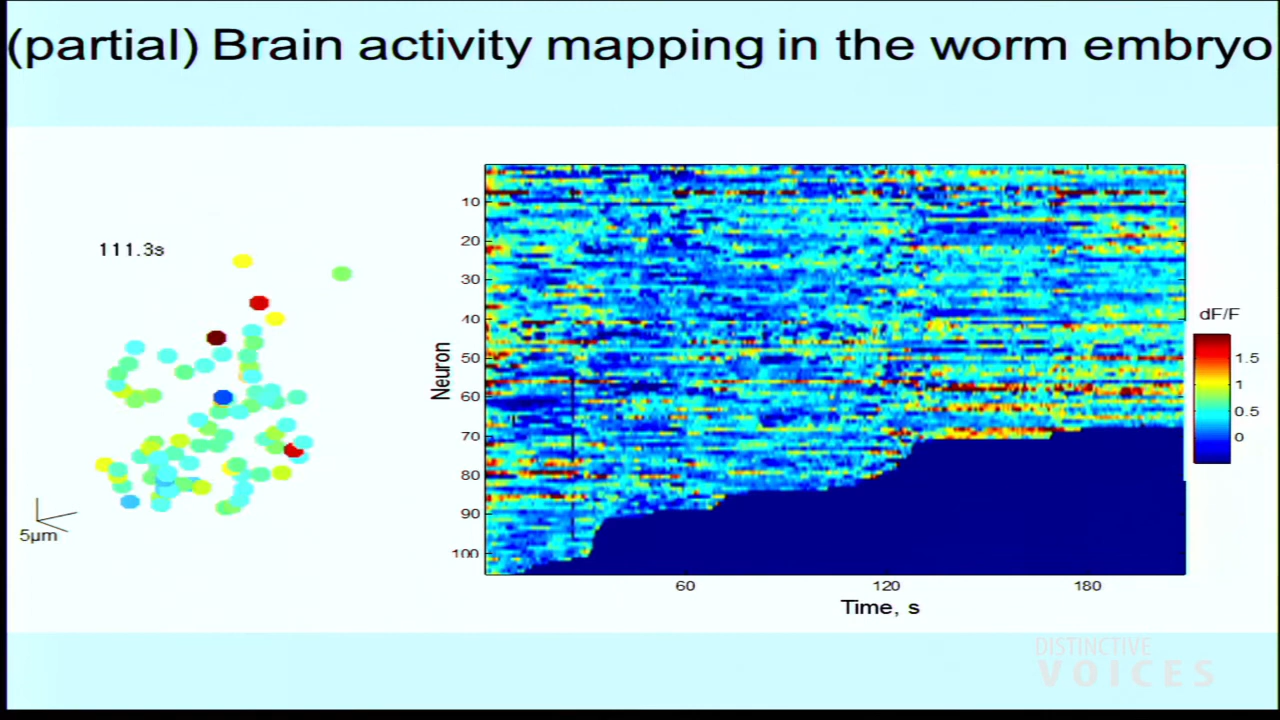 (partial) Brain activity mapping in the worm embryo
111.3s
5µm
Neuron
10
20
30
40
50
60
70
80
90
100
60
120
180
Time, s
dF/F
1.5
1
0.5
0
DISTINCTIVE
VOICES